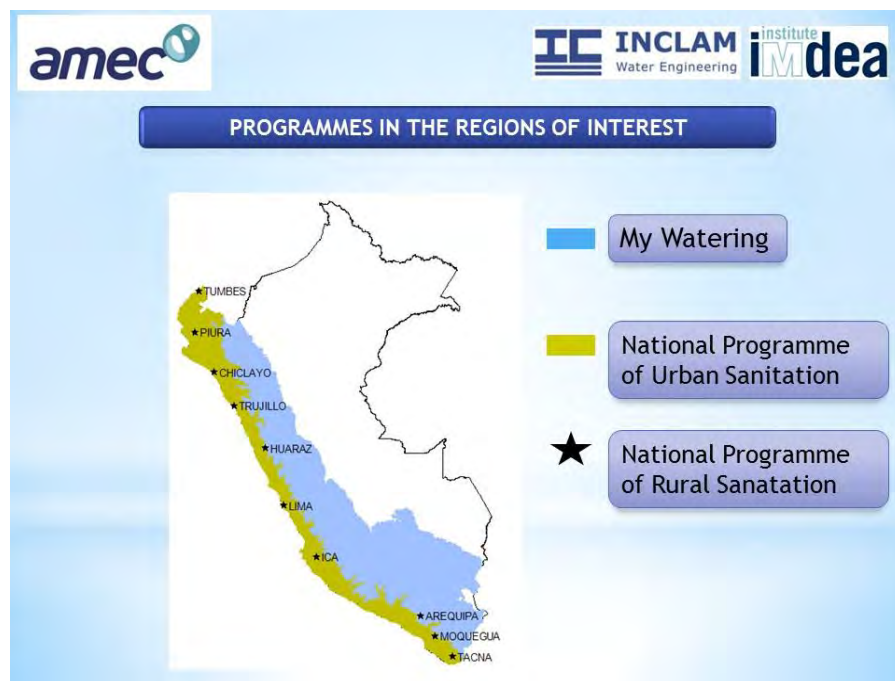 amec
INCLAM
Water Engineering
institute
iMdea
PROGRAMMES IN THE REGIONS OF INTEREST
My Watering
National Programme
of Urban Sanitation
National Programme
of Rural Sanatation
TUMBES
PIURA
CHICLAYO
TRUJILLO
HUARAZ
LIMA
ICA
AREQUIPA
MOQUEGUA
TACNA